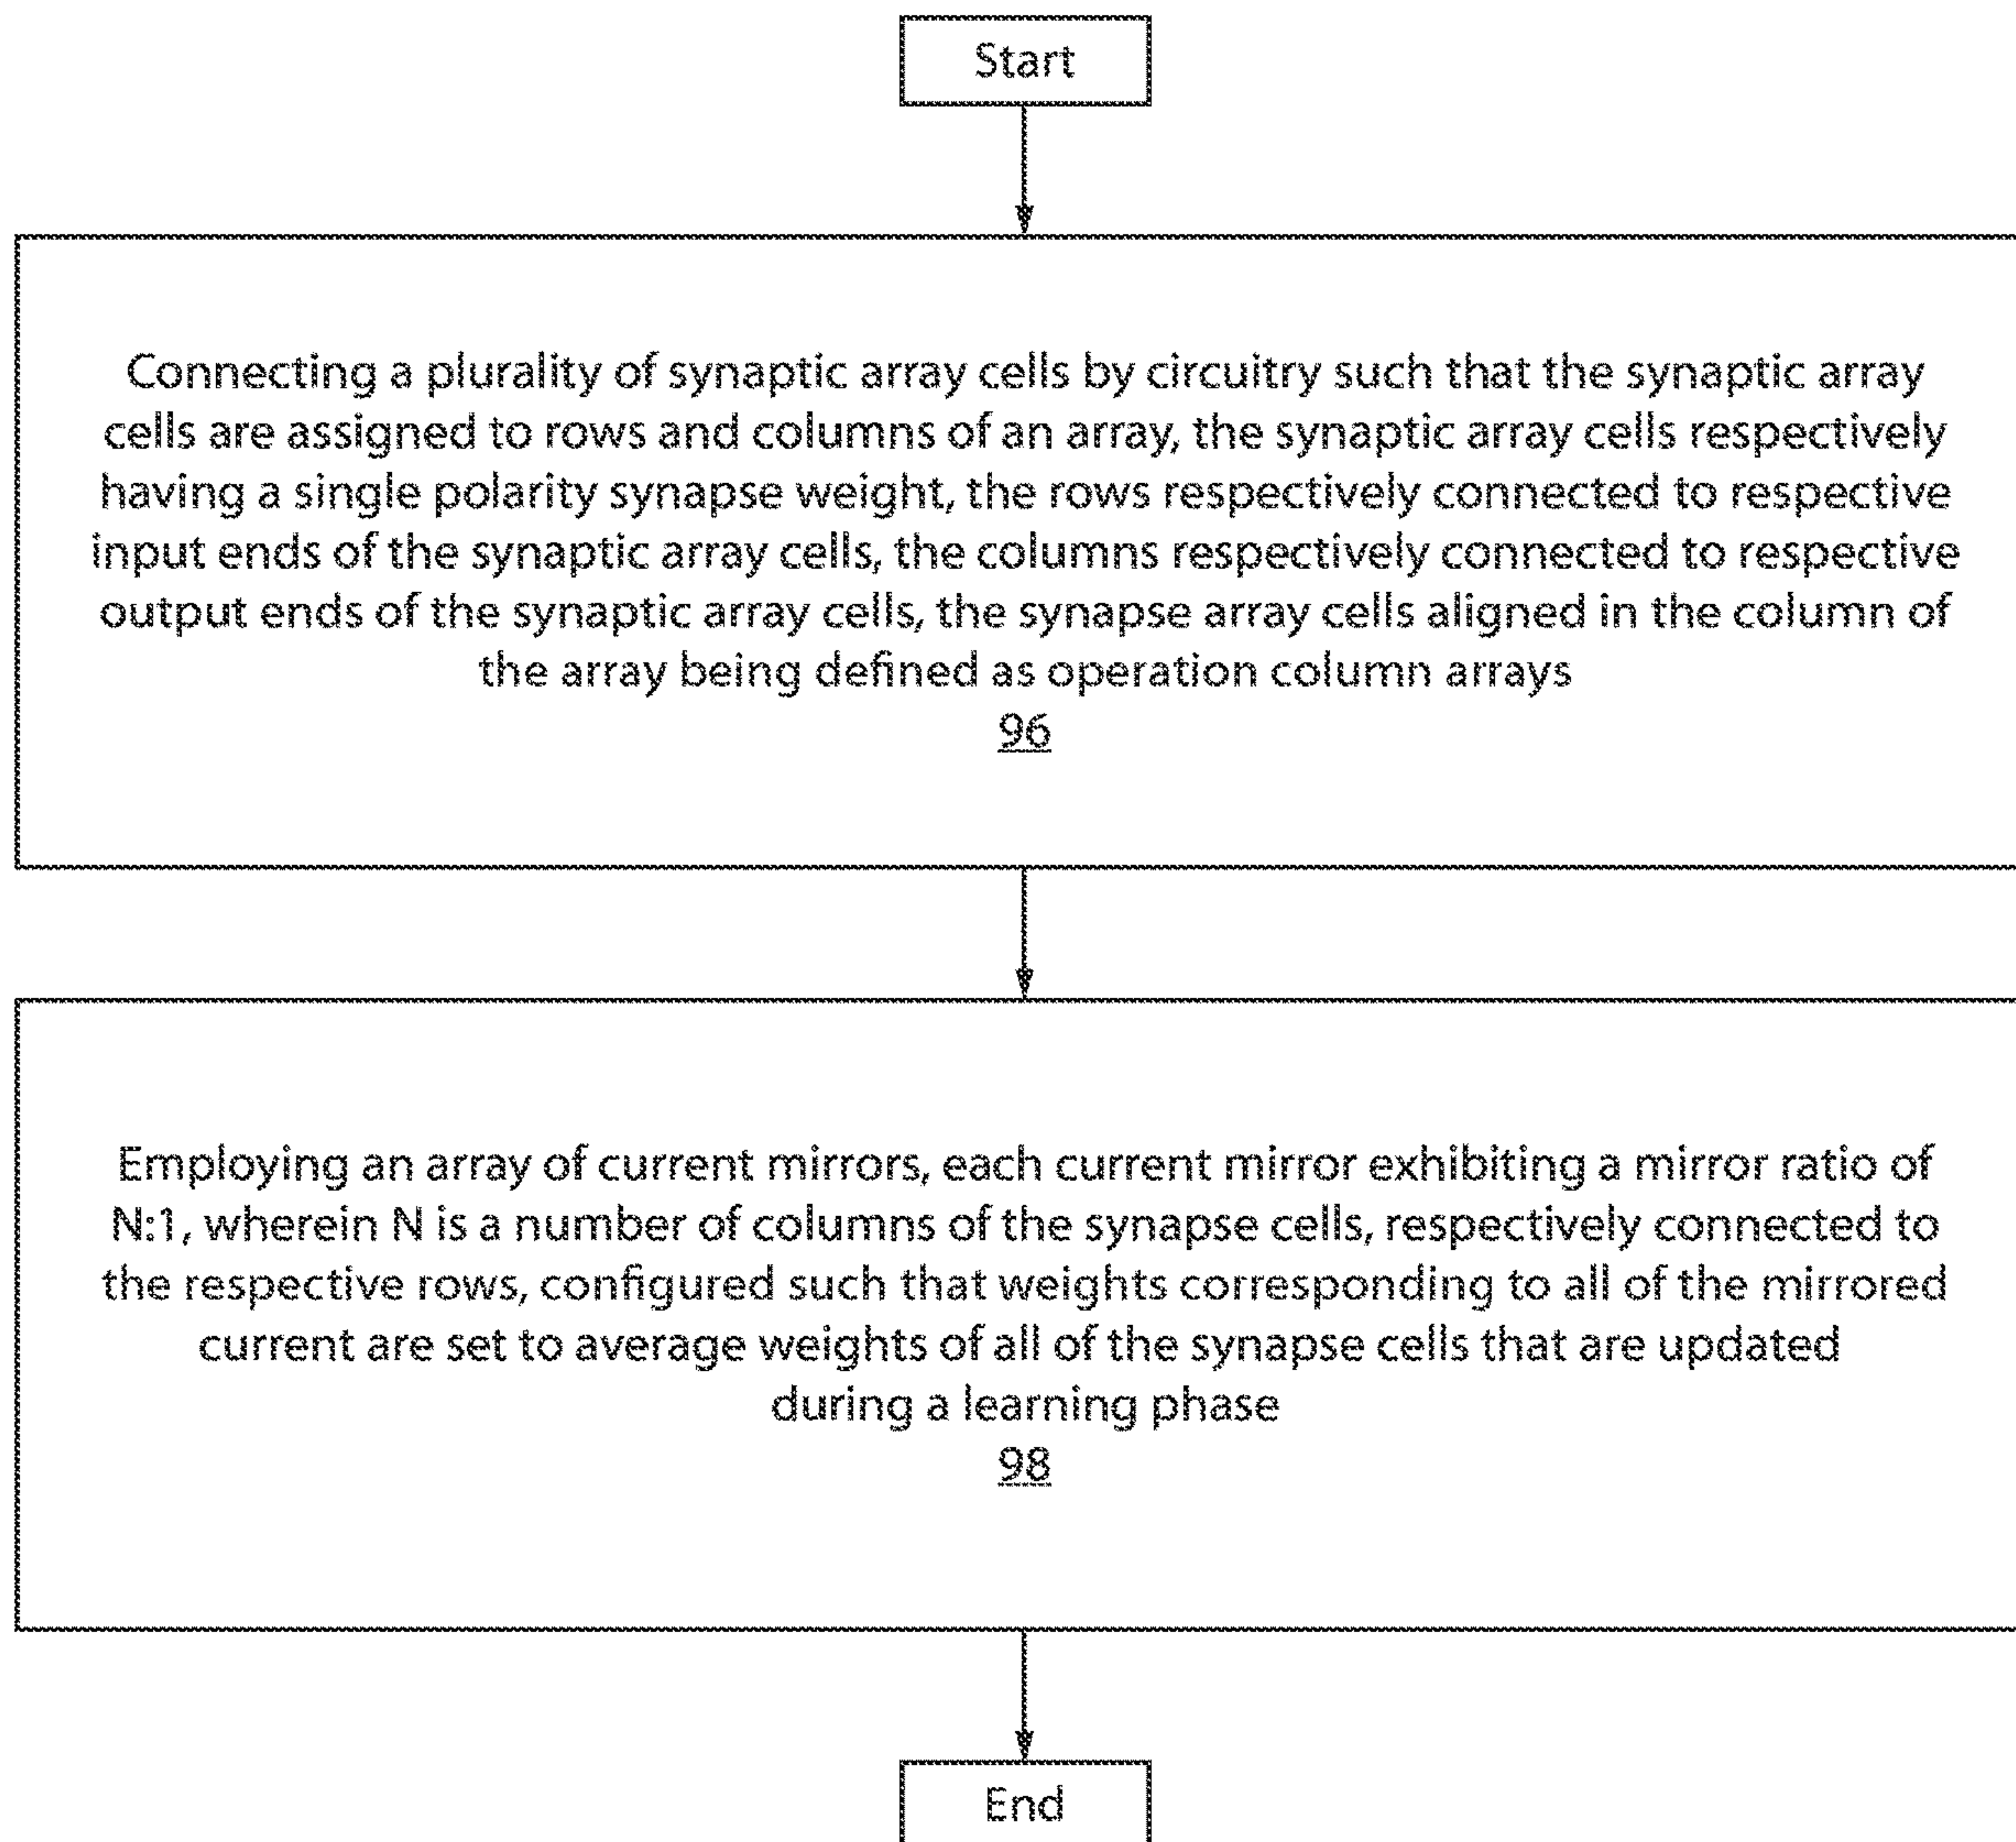 Start
Connecting a plurality of synaptic array cells by circuitry such that the synaptic array
cells are assigned to rows and columns of an array, the synaptic array cells respectively
having a single polarity synapse weight, the rows respectively connected to respective
input ends of the synaptic array cells, the columns respectively connected to respective
output ends of the synaptic array cells, the synapse array cells aligned in the column of
the array being defined as operation column arrays
96
Employing an array of current mirrors, each current mirror exhibiting a mirror ratio of
N:1, wherein N is a number of columns of the synapse cells, respectively connected to
the respective rows, configured such that weights corresponding to all of the mirrored
current are set to average weights of all of the synapse cells that are updated
during a learning phase
98
End